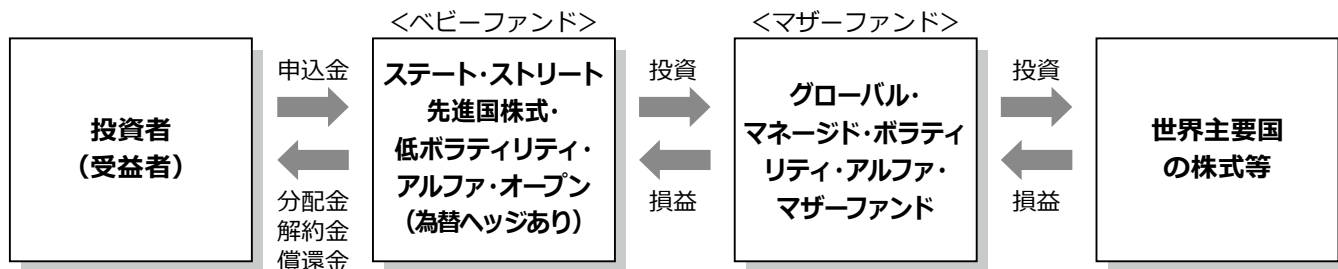 <ベビーファンド>
<マザーファンド>
投資者
(受益者)
申込金
分配金
解約金
償還金
ステート・ストリート
先進国株式・
低ボラティリティ・
アルファ・オープン
(為替ヘッジあり)
投資
損益
グローバル・
マネージド・ボラティ
リティ・アルファ・
マザーファンド
投資
損益
世界主要国
の株式等